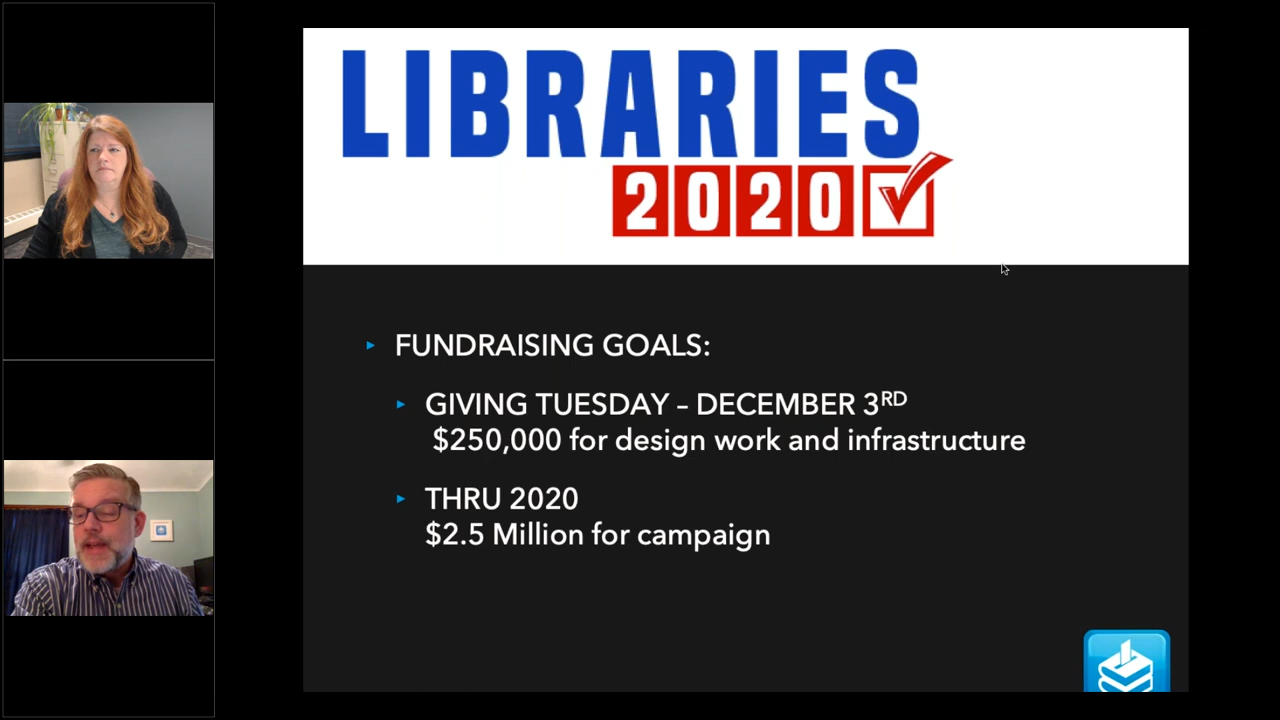 LIBRARIES
2020
FUNDRAISING GOALS:
GIVING TUESDAY – DECEMBER 3RD
$250,000 for design work and infrastructure
THRU 2020
$2.5 Million for campaign